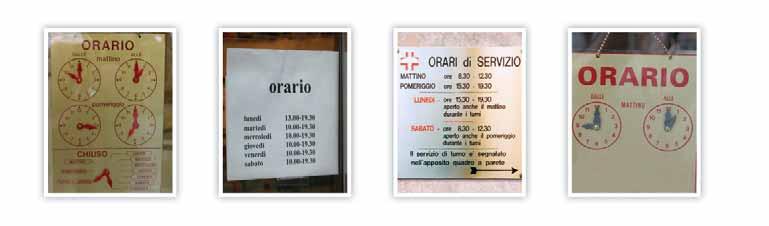 ORARIO
DALLE ALLE
mattino
pomeriggio
CHIUSO
orario
lunedì 13.00-19.30
martedì 10.00-19.30
mercoledì 10.00-19.30
giovedì 10.00-19.30
venerdì 10.00-19.30
sabato 10.00-19.30
ORARI di SERVIZIO
MATTINO ore 8.30 - 12.30
POMERIGGIO ore 15.30 - 19.30
LUNEDI - ore 15.30 - 19.30
aperto anche il mattino
durante i turni
SABATO - ore 8.30 - 12.30
aperto anche il pomeriggio
durante i turni
Il servizio di turno e' segnalato
nell'apposito quadro a parete
ORARIO
DALLE MATTINO ALLE